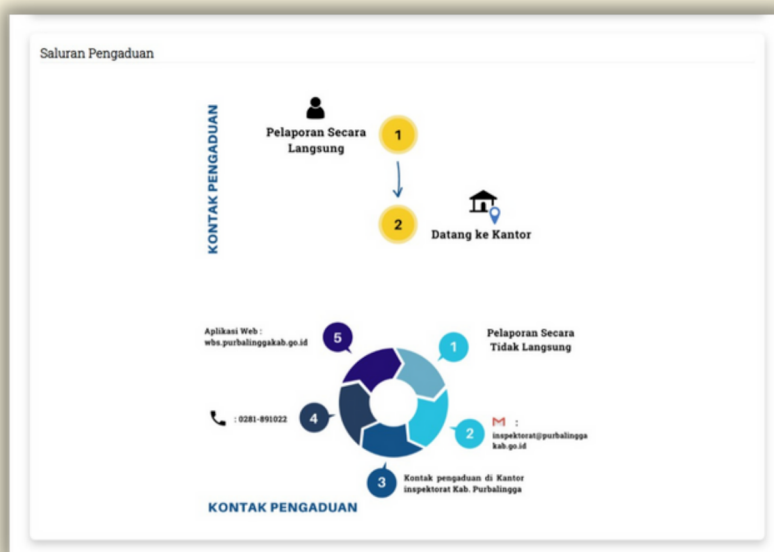 Saluran Pengaduan
KONTAK PENGADUAN
Pelaporan Secara
Langsung
1
2
Datang ke Kantor
Aplikasi Web :
wbs.purbalinggakab.go.id
5
1
Pelaporan Secara
Tidak Langsung
: 0281-891022
4
2
:
inspektorat@purbalingga
kab.go.id
3
Kontak pengaduan di Kantor
inspektorat Kab. Purbalingga
KONTAK PENGADUAN